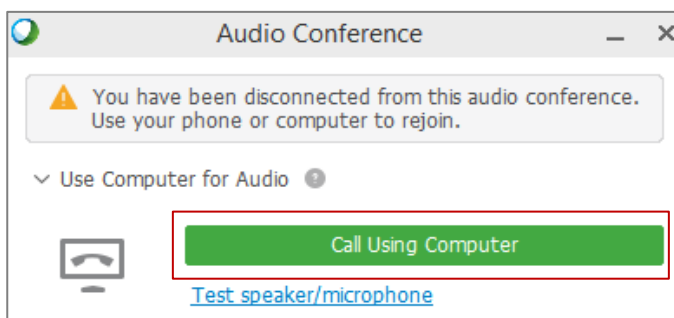 Audio Conference
You have been disconnected from this audio conference.
Use your phone or computer to rejoin.
Use Computer for Audio ?
Call Using Computer
Test speaker/microphone